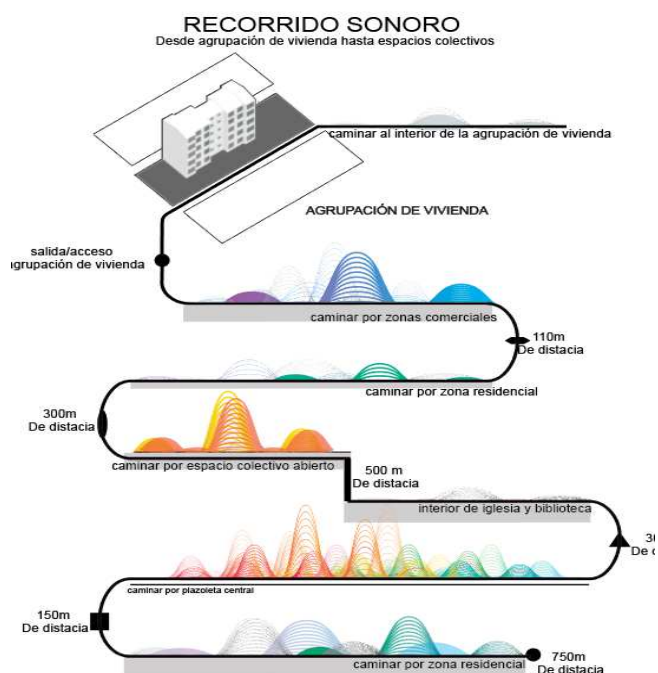 RECORRIDO SONORO
Desde agrupación de vivienda hasta espacios colectivos
caminar al interior de la agrupación de vivienda
AGRUPACIÓN DE VIVIENDA
salida/acceso
agrupación de vivienda
caminar por zonas comerciales
110m
De distacia
caminar por zona residencial
300m
De distacia
caminar por espacio colectivo abierto
500 m
De distacia
interior de iglesia y biblioteca
caminar por plazoleta central
150m
De distacia
caminar por zona residencial
750m
De distacia